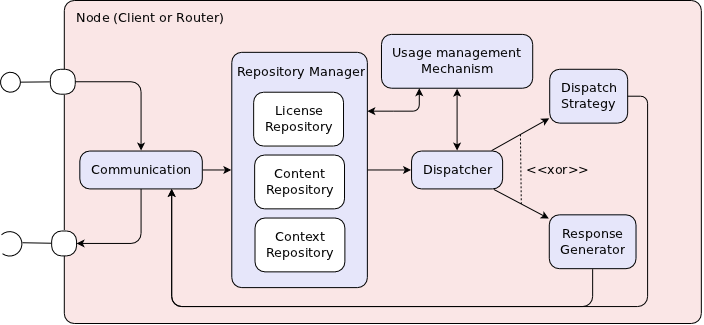 Node (Client or Router)
Usage management
Mechanism
Repository Manager
License
Repository
Dispatch
Strategy
Communication
Content
Repository
Dispatcher
<<xor>>
Context
Repository
Response
Generator